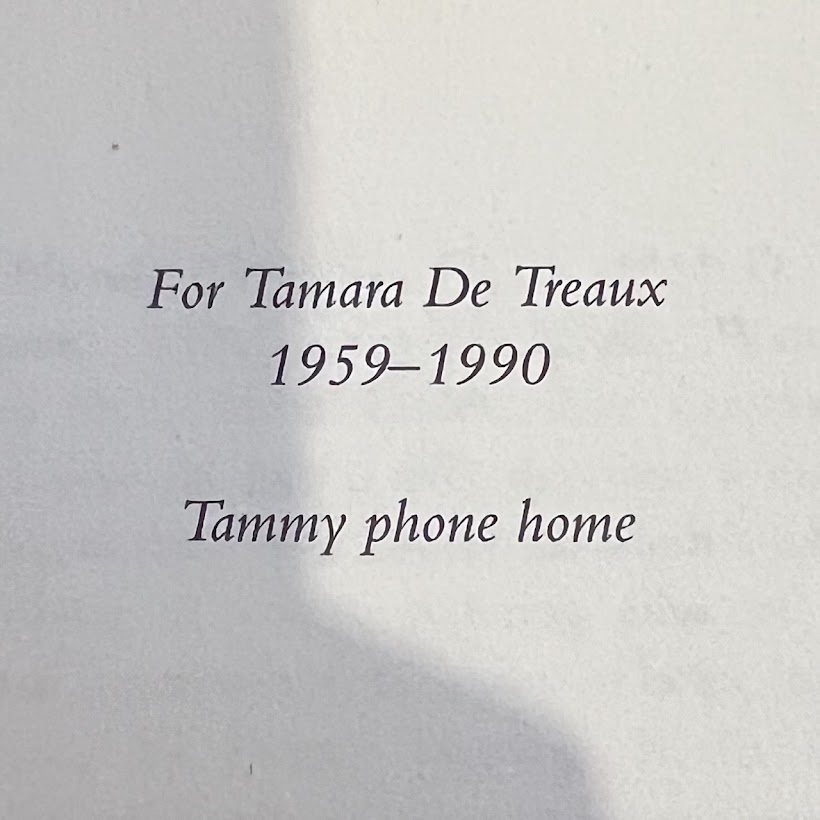 For Tamara De Treaux
1959–1990
Tammy phone home